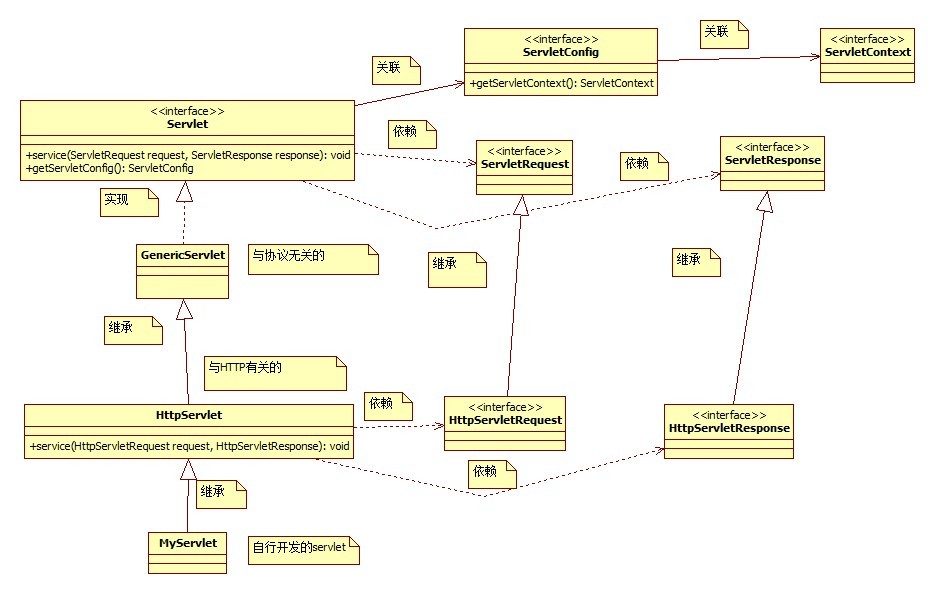 <<interface>>
ServletConfig
+getServletContext(): ServletContext
关联
<<interface>>
ServletContext
关联
<<interface>>
Servlet
+service(ServletRequest request, ServletResponse response): void
+getServletConfig(): ServletConfig
依赖
<<interface>>
ServletRequest
依赖
<<interface>>
ServletResponse
实现
GenericServlet
与协议无关的
继承
继承
继承
与HTTP有关的
HttpServlet
+service(HttpServletRequest request, HttpServletResponse): void
依赖
<<interface>>
HttpServletRequest
<<interface>>
HttpServletResponse
依赖
继承
MyServlet
自行开发的servlet